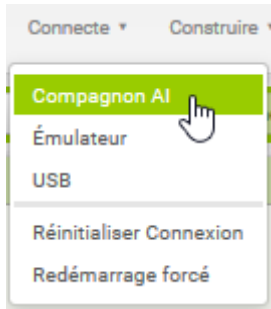 Connecte Construire
Compagnon AI
Émulateur
USB
Réinitialiser Connexion
Redémarrage forcé